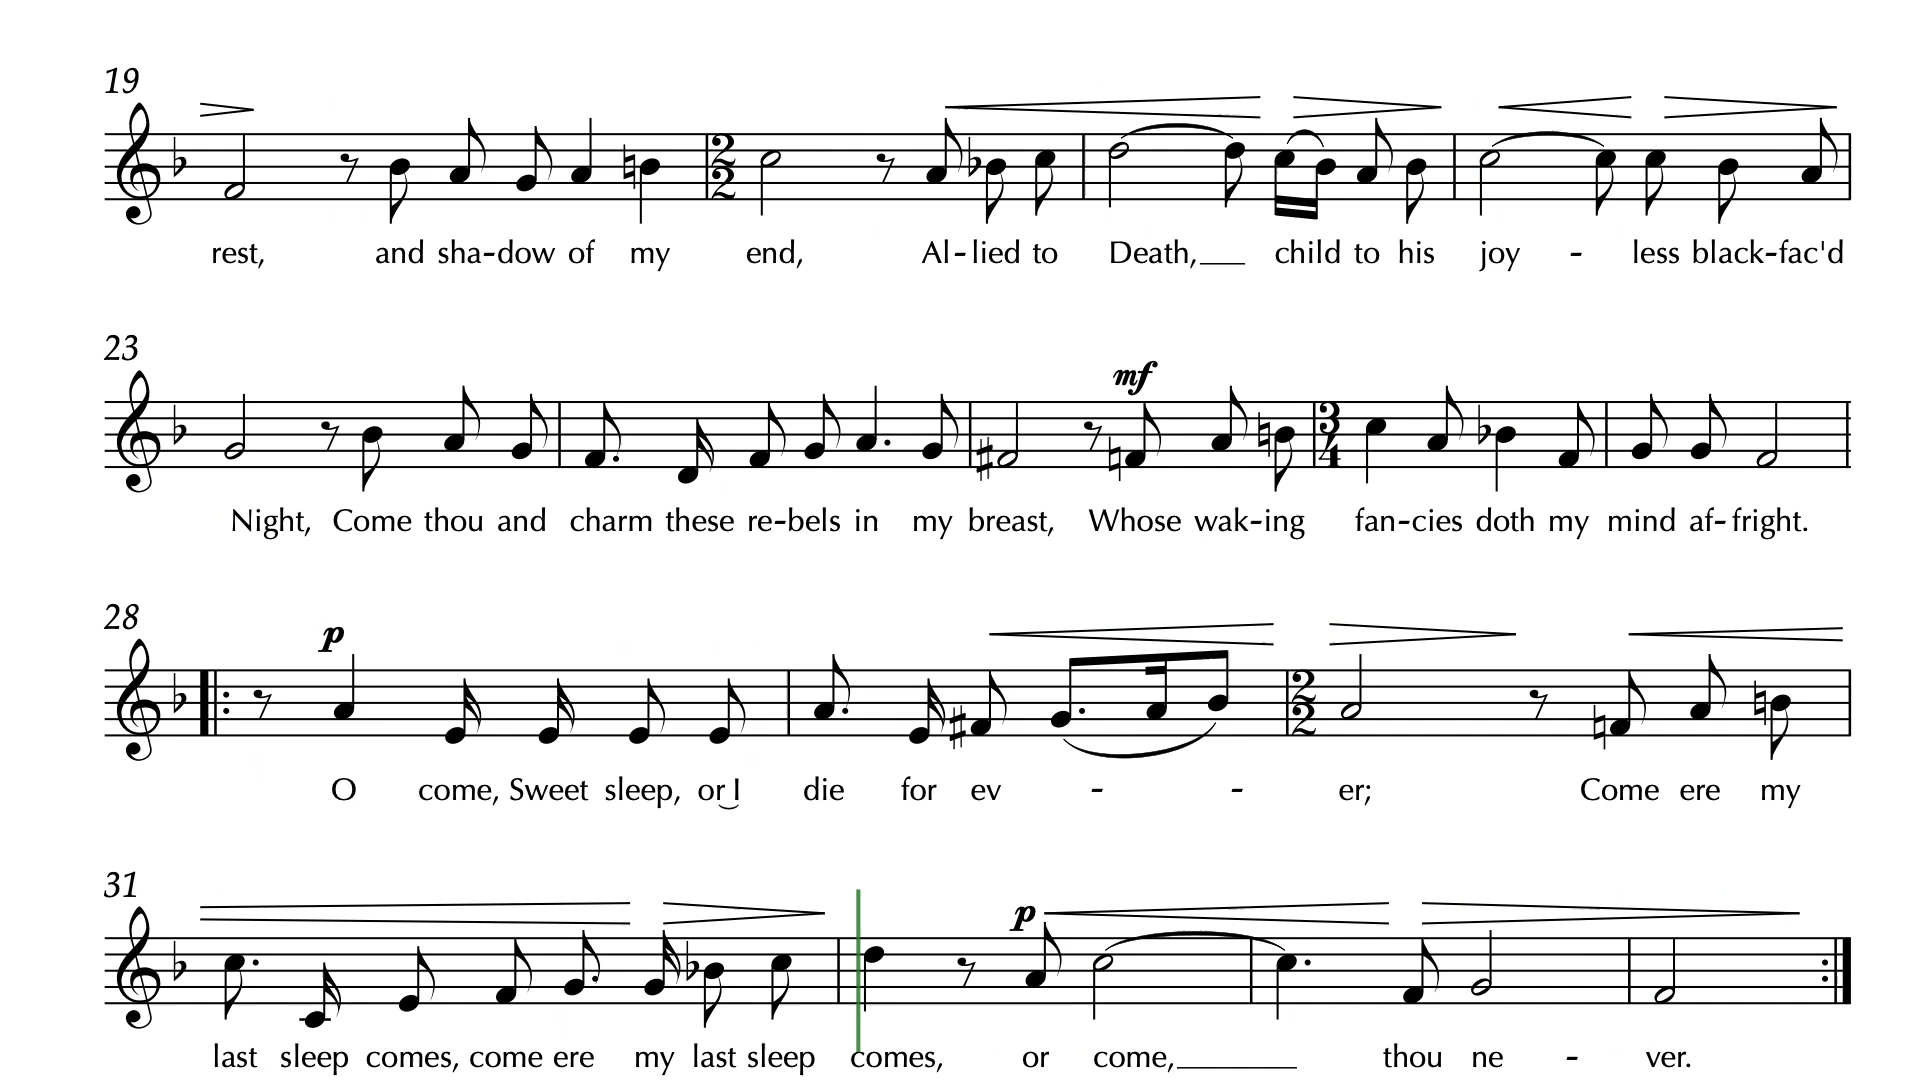 19
rest, and sha-dow of my end, Al-lied to Death,___ child to his joy - less black-fac'd
23
mf
Night, Come thou and charm these re-bels in my breast, Whose wak-ing fan-cies doth my mind af-fright.
28
p
O come, Sweet sleep, or‿I die for ev - - er; Come ere my
31
p
last sleep comes, come ere my last sleep comes, or come,_______ thou ne - ver.